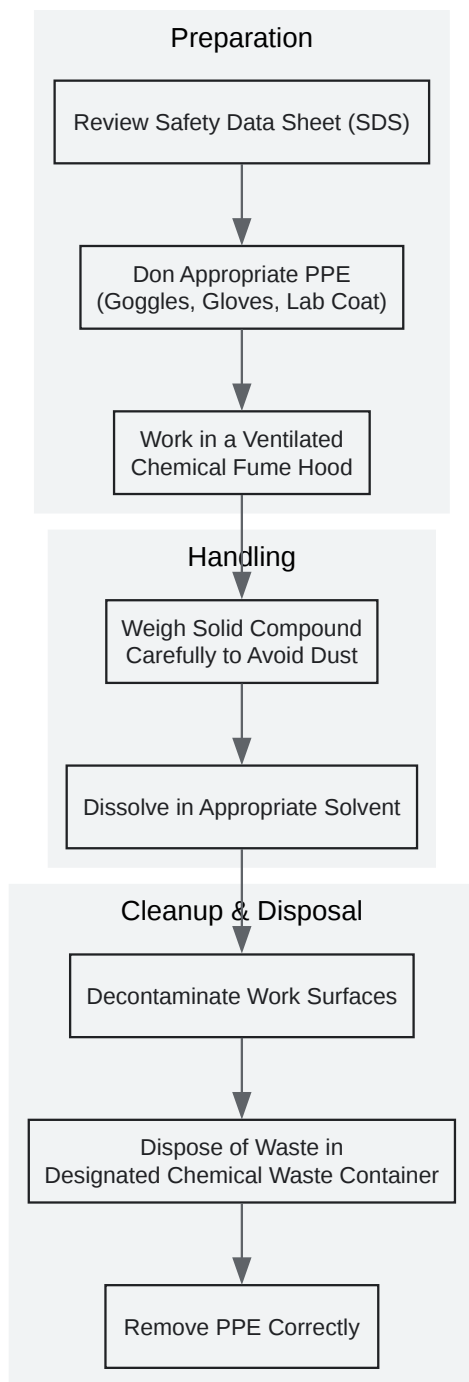 Preparation
Review Safety Data Sheet (SDS)
Don Appropriate PPE
(Goggles, Gloves, Lab Coat)
Work in a Ventilated
Chemical Fume Hood
Handling
Weigh Solid Compound
Carefully to Avoid Dust
Dissolve in Appropriate Solvent
Cleanup & Disposal
Decontaminate Work Surfaces
Dispose of Waste in
Designated Chemical Waste Container
Remove PPE Correctly